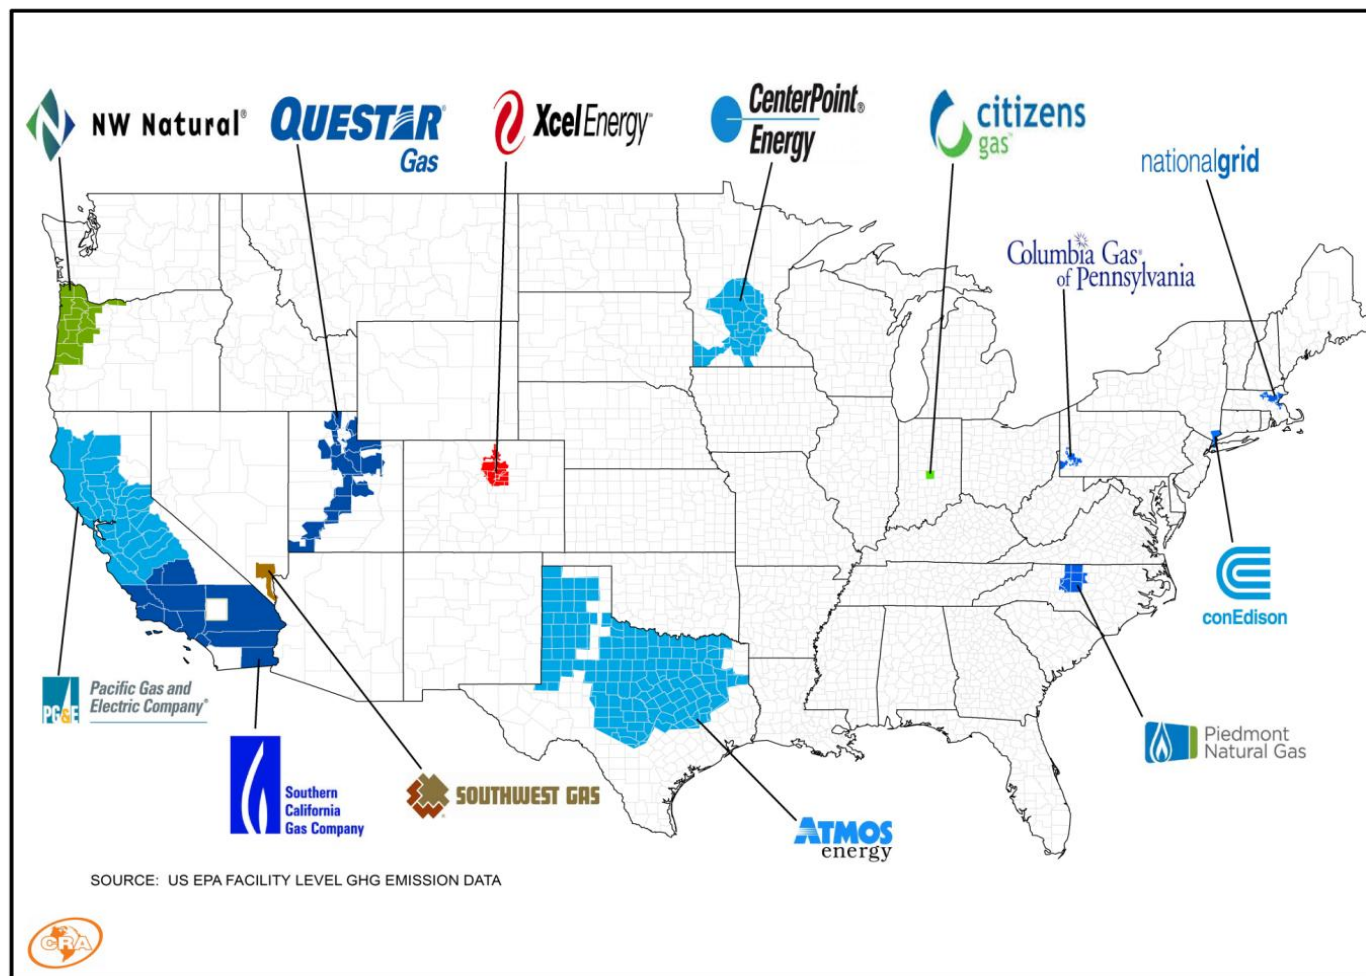 NW Natural®
QUESTAR®
Gas
Xcel Energy™
CenterPoint®
Energy
citizens
gas™
nationalgrid
Columbia Gas®
of Pennsylvania
conEdison
PG&E
Pacific Gas and
Electric Company®
Southern
California
Gas Company
SOUTHWEST GAS
Piedmont
Natural Gas
ATMOS
energy
SOURCE: US EPA FACILITY LEVEL GHG EMISSION DATA
CRA